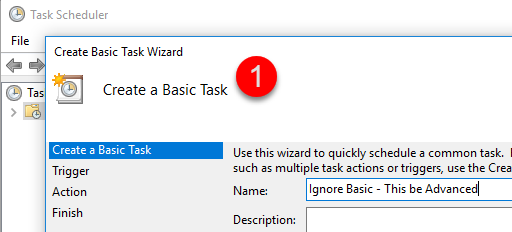 Task Scheduler
File
Create Basic Task Wizard
Create a Basic Task
1
Tas
Create a Basic Task
Trigger
Action
Finish
Use this wizard to quickly schedule a common task.
such as multiple task actions or triggers, use the Crea
Name:
Ignore Basic - This be Advanced
Description: